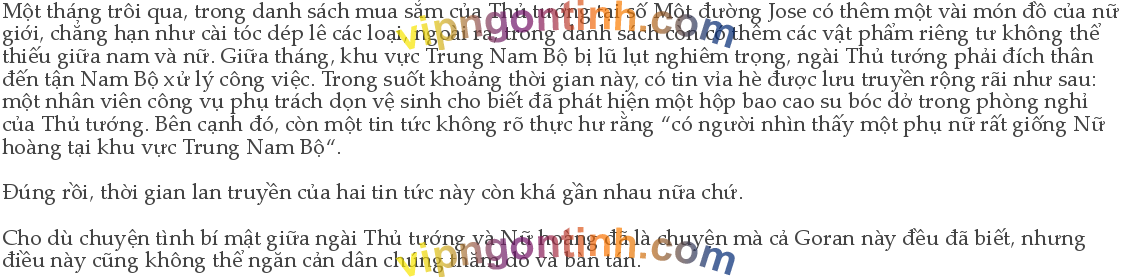 Một tháng trôi qua, trong danh sách mua sắm của Thủ tướng tại số Một đường Jose có thêm một vài món đồ của nữ
giới, chẳng hạn như cài tóc dép lê các loại, ngoài ra, trong danh sách còn có thêm các vật phẩm riêng tư không thể
thiếu giữa nam và nữ. Giữa tháng, khu vực Trung Nam Bộ bị lũ lụt nghiêm trọng, ngài Thủ tướng phải đích thân
đến tận Nam Bộ xử lý công việc. Trong suốt khoảng thời gian này, có tin vỉa hè được lưu truyền rộng rãi như sau:
một nhân viên công vụ phụ trách dọn vệ sinh cho biết đã phát hiện một hộp bao cao su bóc dở trong phòng nghỉ
của Thủ tướng. Bên cạnh đó, còn một tin tức không rõ thực hư rằng “có người nhìn thấy một phụ nữ rất giống Nữ
hoàng tại khu vực Trung Nam Bộ“.
Đúng rồi, thời gian lan truyền của hai tin tức này còn khá gần nhau nữa chứ.
Cho dù chuyện tình bí mật giữa ngài Thủ tướng và Nữ hoàng đã là chuyện mà cả Goran này đều đã biết, nhưng
điều này cũng không thể ngăn cản dân chúng thăm dò và bàn tán.
vipngontinh.com
vipngontinh.com